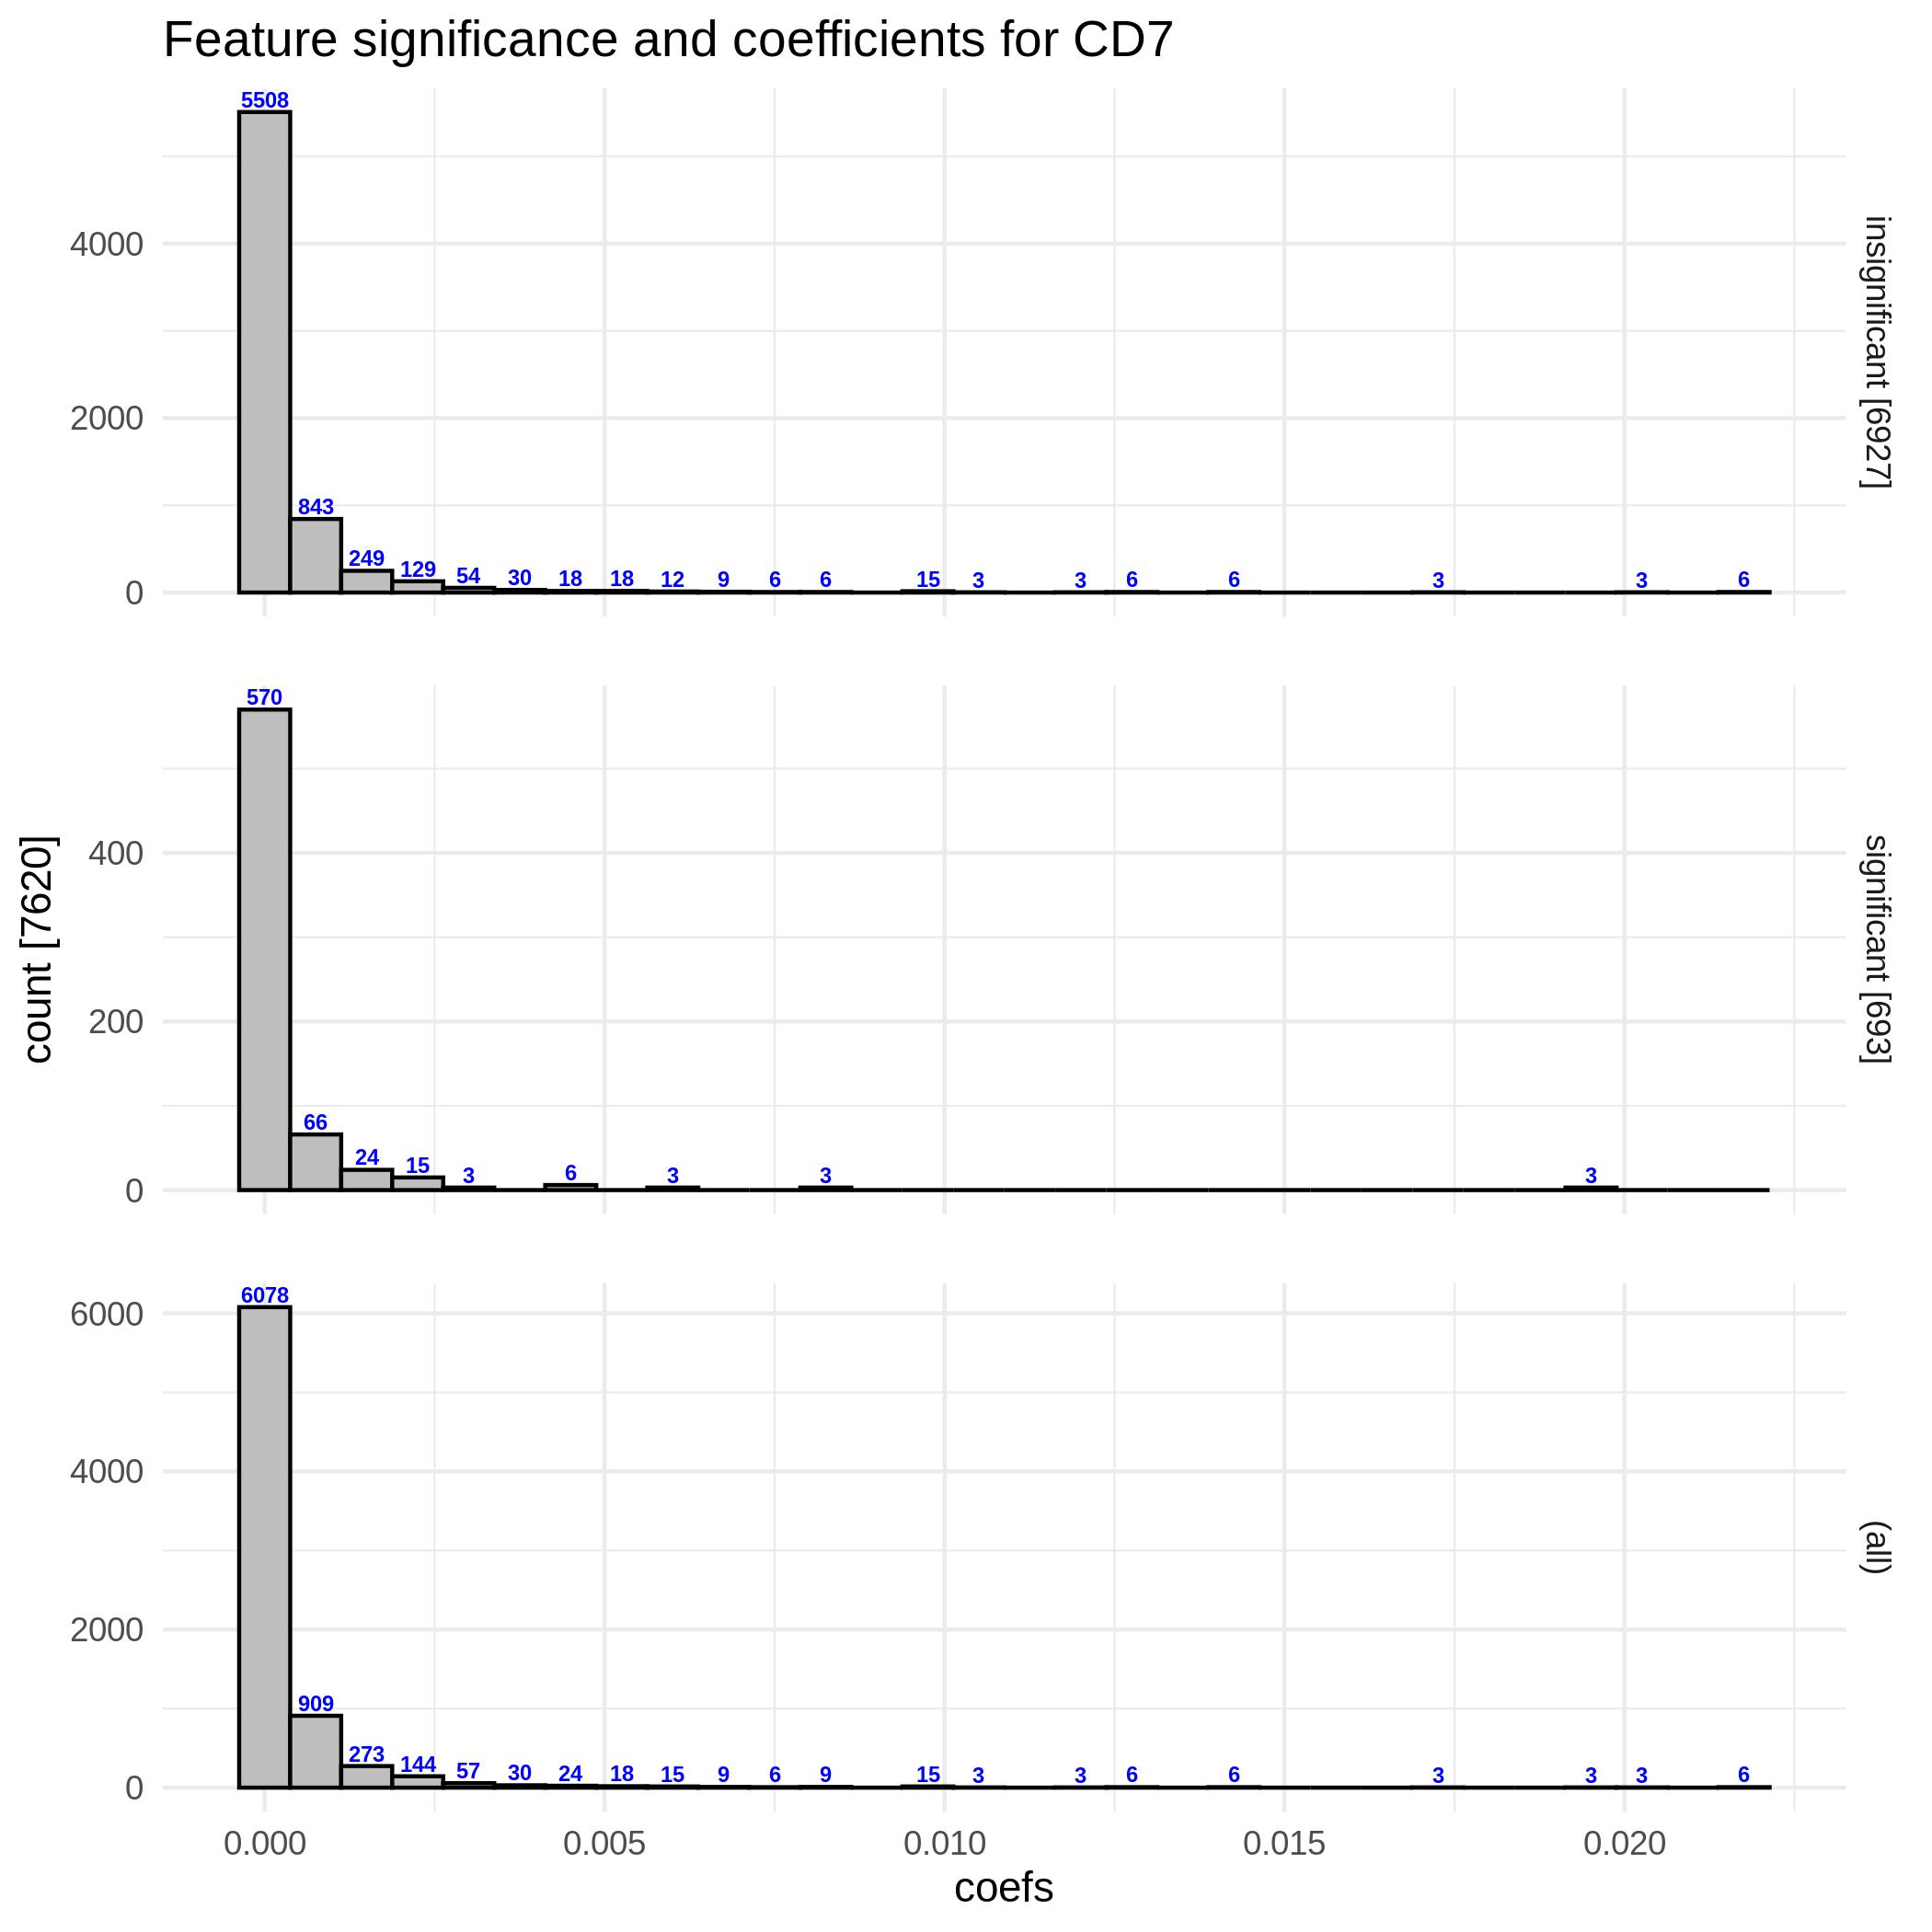 Feature significance and coefficients for CD7
5508
843
249 129 54 30 18 18 12 9 6 6 15 3 3 6 6 3 3 6
4000
2000
0
insignificant [6927]
570
66
24 15 3 6 3 3 3
400
200
0
significant [693]
count [7620]
6078
909
273 144 57 30 24 18 15 9 6 9 15 3 3 6 6 3 3 3 6
6000
4000
2000
0
(all)
0.000 0.005 0.010 0.015 0.020
coefs